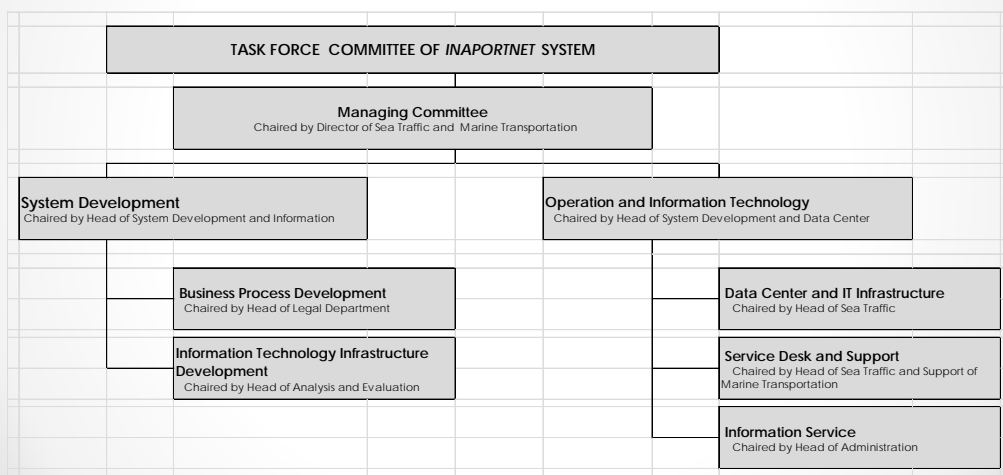 TASK FORCE COMMITTEE OF INAPORTNET SYSTEM
Managing Committee
Chaired by Director of Sea Traffic and Marine Transportation
System Development
Chaired by Head of System Development and Information
Operation and Information Technology
Chaired by Head of System Development and Data Center
Business Process Development
Chaired by Head of Legal Department
Information Technology Infrastructure
Development
Chaired by Head of Analysis and Evaluation
Data Center and IT Infrastructure
Chaired by Head of Sea Traffic
Service Desk and Support
Chaired by Head of Sea Traffic and Support of
Marine Transportation
Information Service
Chaired by Head of Administration